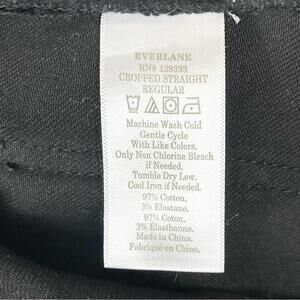 EVERLANE
RN# 139393
CROPPED STRAIGHT
REGULAR
Machine Wash Cold
Gentle Cycle
With Like Colors.
Only Non Chlorine Bleach
if Needed.
Tumble Dry Low.
Cool Iron if Needed.
97% Cotton.
3% Elastane.
97% Coton.
3% Elasthanne.
Made in China.
Fabriqué en China.